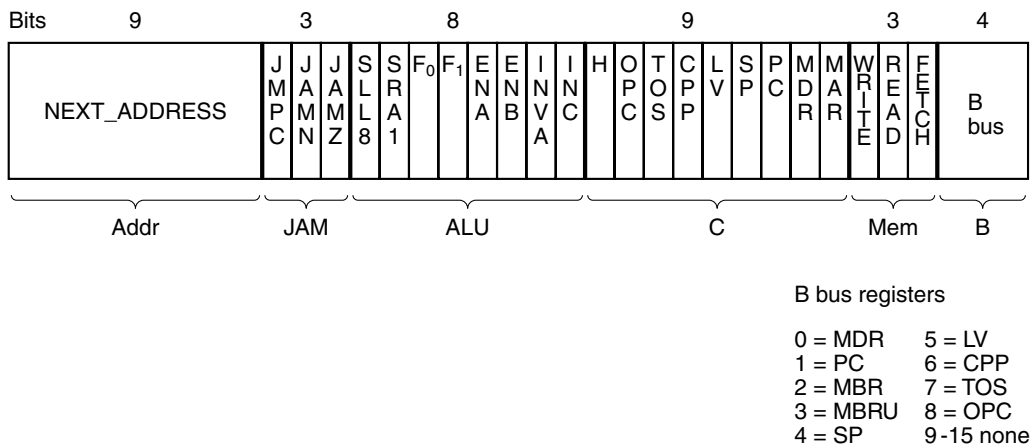 Bits 9 3 8 9 3 4
NEXT_ADDRESS
JMPC
JAMN
JAMZ
SLL8
SRA1
F₀
F₁
ENA
ENB
INVA
INC
H
OPC
TOS
CPP
LV
SP
PC
MDR
MAR
WRITE
READ
FETCH
B
bus
Addr JAM ALU C Mem B
B bus registers
0 = MDR 5 = LV
1 = PC 6 = CPP
2 = MBR 7 = TOS
3 = MBRU 8 = OPC
4 = SP 9-15 none